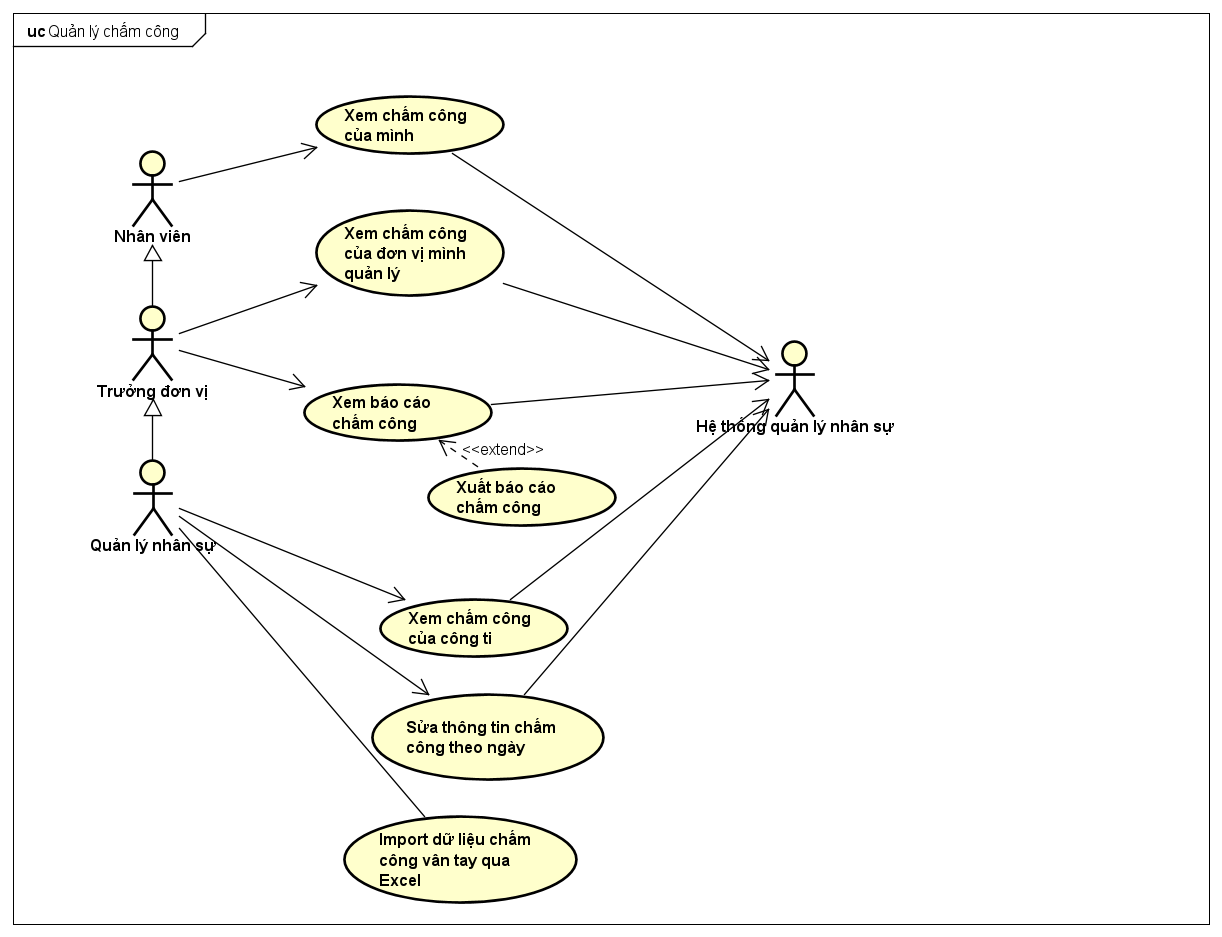 uc Quản lý chấm công
Xem chấm công
của mình
Nhân viên
Xem chấm công
của đơn vị mình
quản lý
Trưởng đơn vị
Xem báo cáo
chấm công
Hệ thống quản lý nhân sự
<<extend>>
Xuất báo cáo
chấm công
Quản lý nhân sự
Xem chấm công
của công ti
Sửa thông tin chấm
công theo ngày
Import dữ liệu chấm
công vân tay qua
Excel